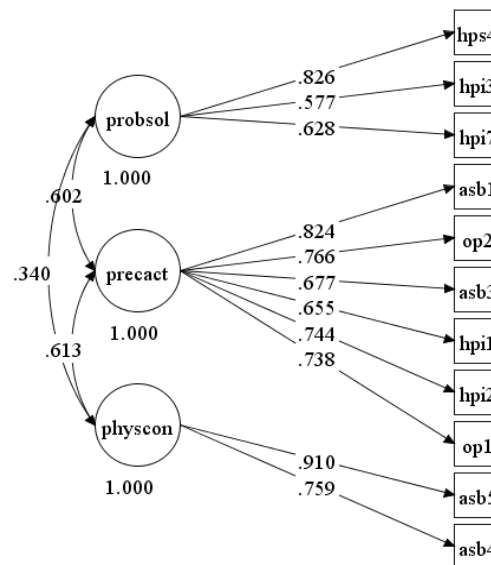 hps4
.826
hpi3
.577
probsol
.628
hpi7
1.000
asb1
.602
.824
op2
.766
.340
precact
.677
asb3
.655
hpi1
1.000
.744
.613
.738
hpi2
physcon
op1
.910
asb5
1.000
.759
asb4